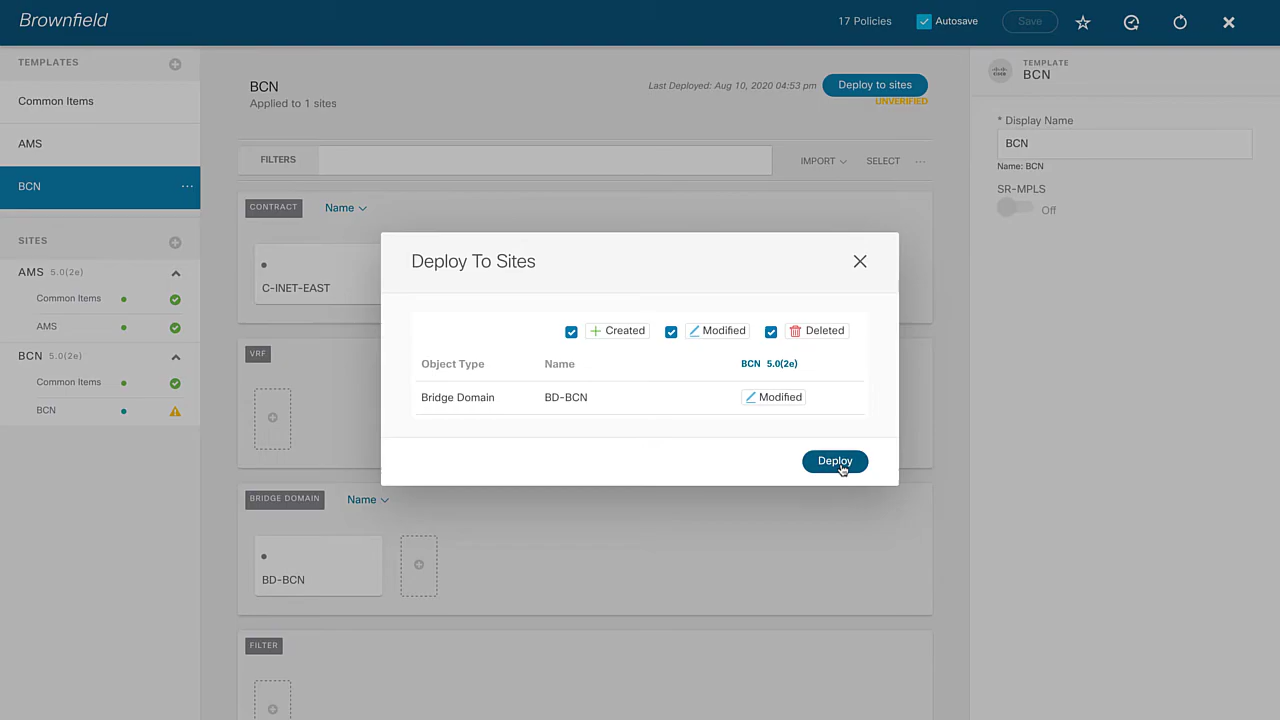 Brownfield
17 Policies
Autosave
Save
TEMPLATES
Common Items
AMS
BCN
SITES
AMS 5.0(2e)
Common Items
AMS
BCN 5.0(2e)
Common Items
BCN
BCN
Applied to 1 sites
Last Deployed: Aug 10, 2020 04:53 pm
Deploy to sites
UNVERIFIED
FILTERS
IMPORT
SELECT
CONTRACT
Name
C-INET-EAST
VRF
BRIDGE DOMAIN
Name
BD-BCN
FILTER
Deploy To Sites
Created
Modified
Deleted
Object Type
Name
BCN 5.0(2e)
Bridge Domain
BD-BCN
Modified
Deploy
TEMPLATE
BCN
* Display Name
BCN
Name: BCN
SR-MPLS
Off